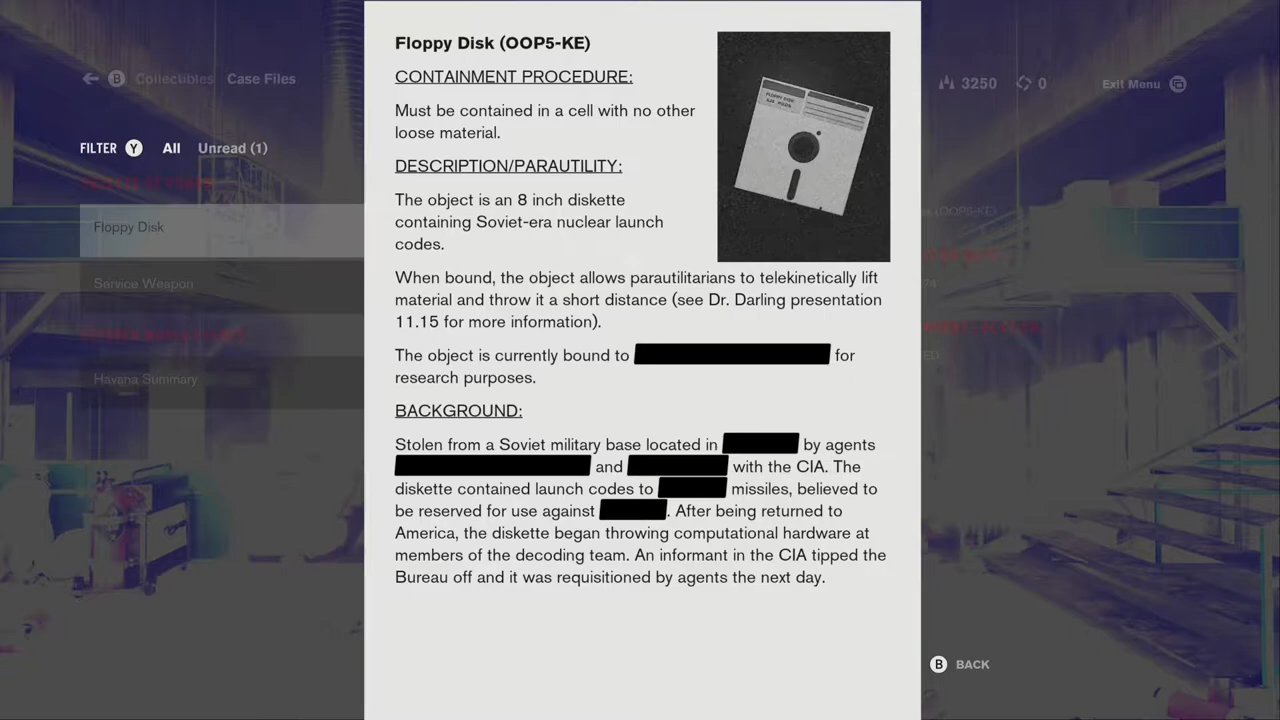 Collectibles
Case Files
3250
0
Exit Menu
B
FILTER Y All Unread (1)
Floppy Disk
Service Weapon
Havana Summary
Floppy Disk (OOP5-KE)
CONTAINMENT PROCEDURE:
Must be contained in a cell with no other
loose material.
DESCRIPTION/PARAUTILITY:
The object is an 8 inch diskette
containing Soviet-era nuclear launch
codes.
When bound, the object allows parautilitarians to telekinetically lift
material and throw it a short distance (see Dr. Darling presentation
11.15 for more information).
The object is currently bound to for
research purposes.
BACKGROUND:
Stolen from a Soviet military base located in by agents
and with the CIA. The
diskette contained launch codes to missiles, believed to
be reserved for use against . After being returned to
America, the diskette began throwing computational hardware at
members of the decoding team. An informant in the CIA tipped the
Bureau off and it was requisitioned by agents the next day.
FLOPPY DISK
(OOP5-KE)
B BACK